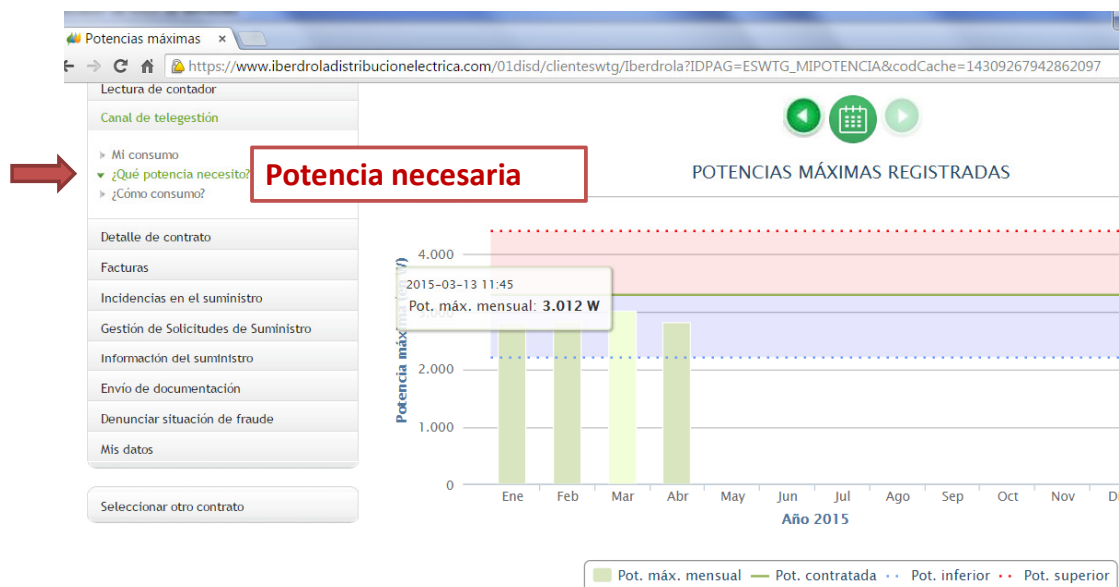 Potencias máximas ×
https://www.iberdroladistribucionelectrica.com/01disd/clienteswtg/Iberdrola?IDPAG=ESWTG_MIPOTENCIA&codCache=14309267942862097
Lectura de contador
Canal de telegestión
Mi consumo
¿Qué potencia necesito?
¿Cómo consumo?
Potencia necesaria
Detalle de contrato
Facturas
Incidencias en el suministro
Gestión de Solicitudes de Suministro
Información del suministro
Envío de documentación
Denunciar situación de fraude
Mis datos
Seleccionar otro contrato
POTENCIAS MÁXIMAS REGISTRADAS
4.000
2015-03-13 11:45
Pot. máx. mensual: 3.012 W
3.000
2.000
1.000
0
Potencia máxima (en W)
Ene Feb Mar Abr May Jun Jul Ago Sep Oct Nov
Año 2015
Pot. máx. mensual Pot. contratada Pot. inferior Pot. superior